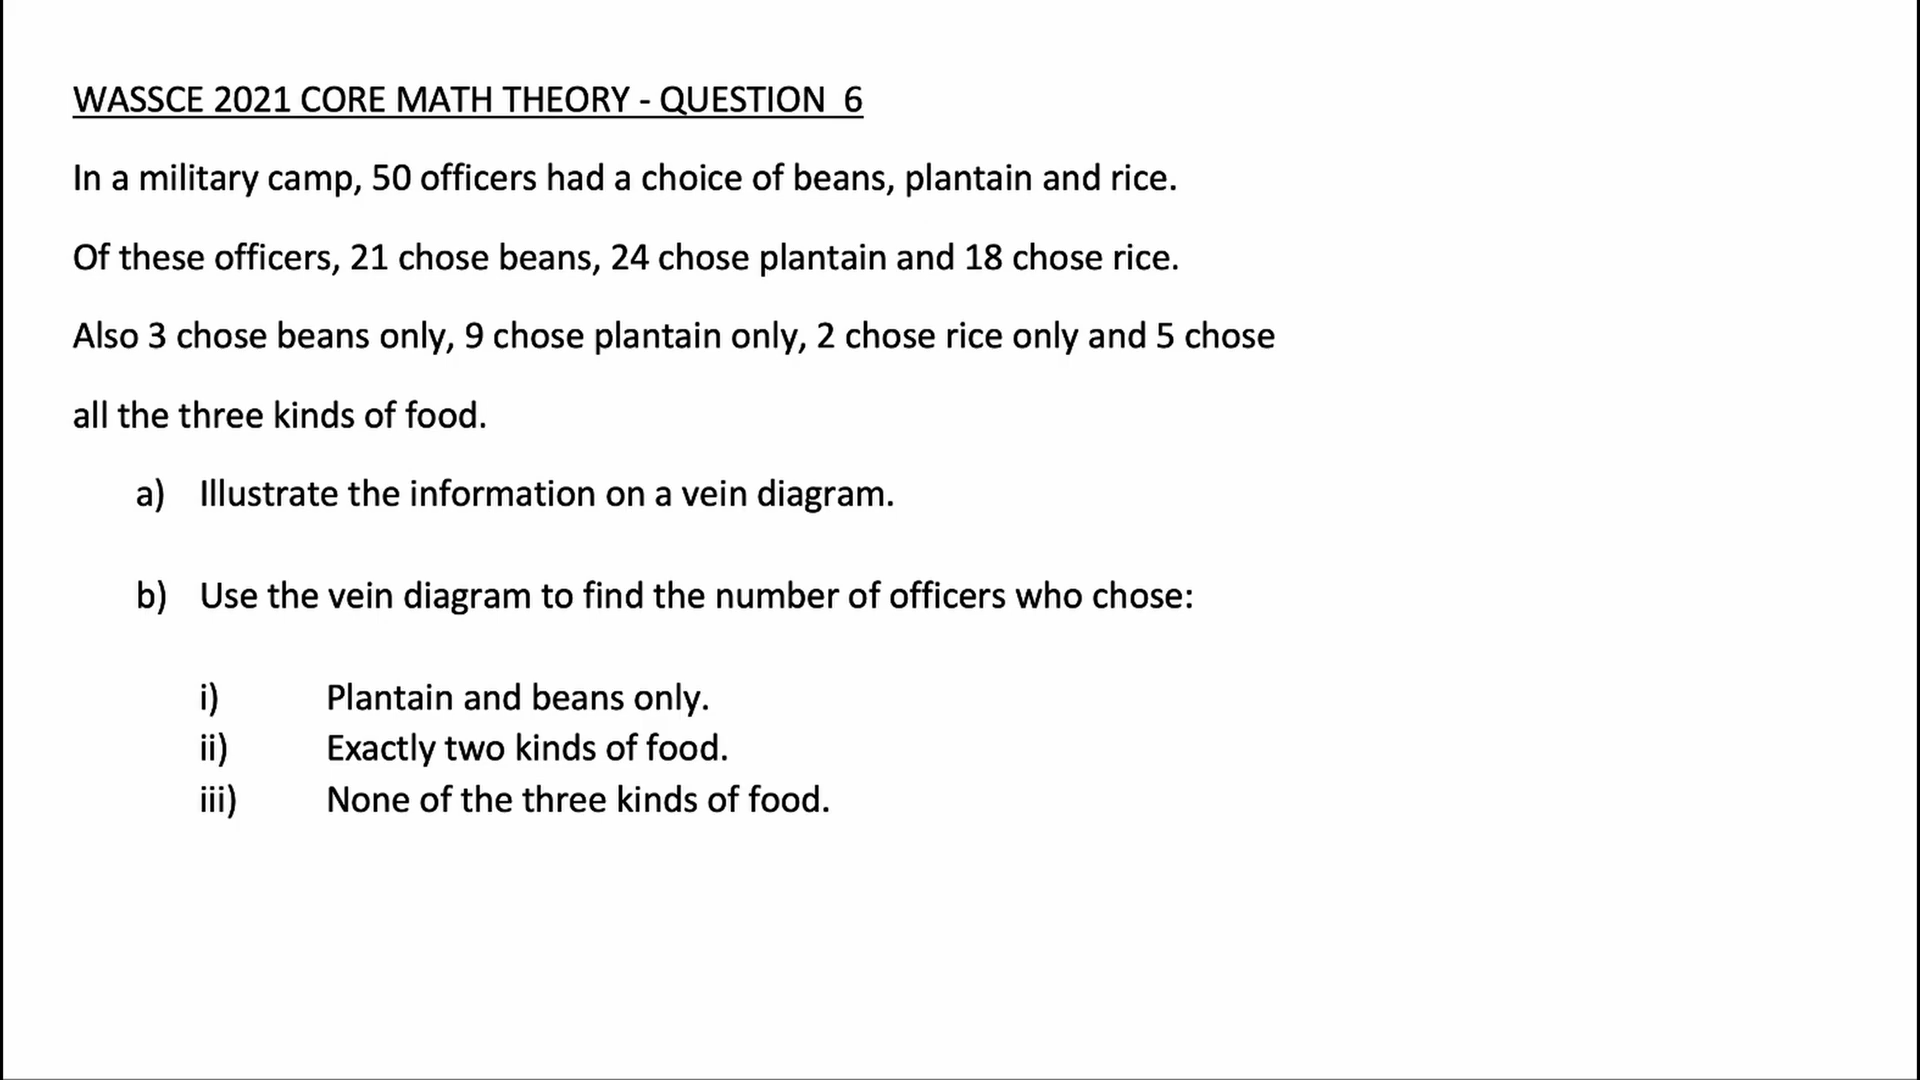 WASSCE 2021 CORE MATH THEORY - QUESTION 6
In a military camp, 50 officers had a choice of beans, plantain and rice.
Of these officers, 21 chose beans, 24 chose plantain and 18 chose rice.
Also 3 chose beans only, 9 chose plantain only, 2 chose rice only and 5 chose
all the three kinds of food.
a) Illustrate the information on a vein diagram.
b) Use the vein diagram to find the number of officers who chose:
i) Plantain and beans only.
ii) Exactly two kinds of food.
iii) None of the three kinds of food.